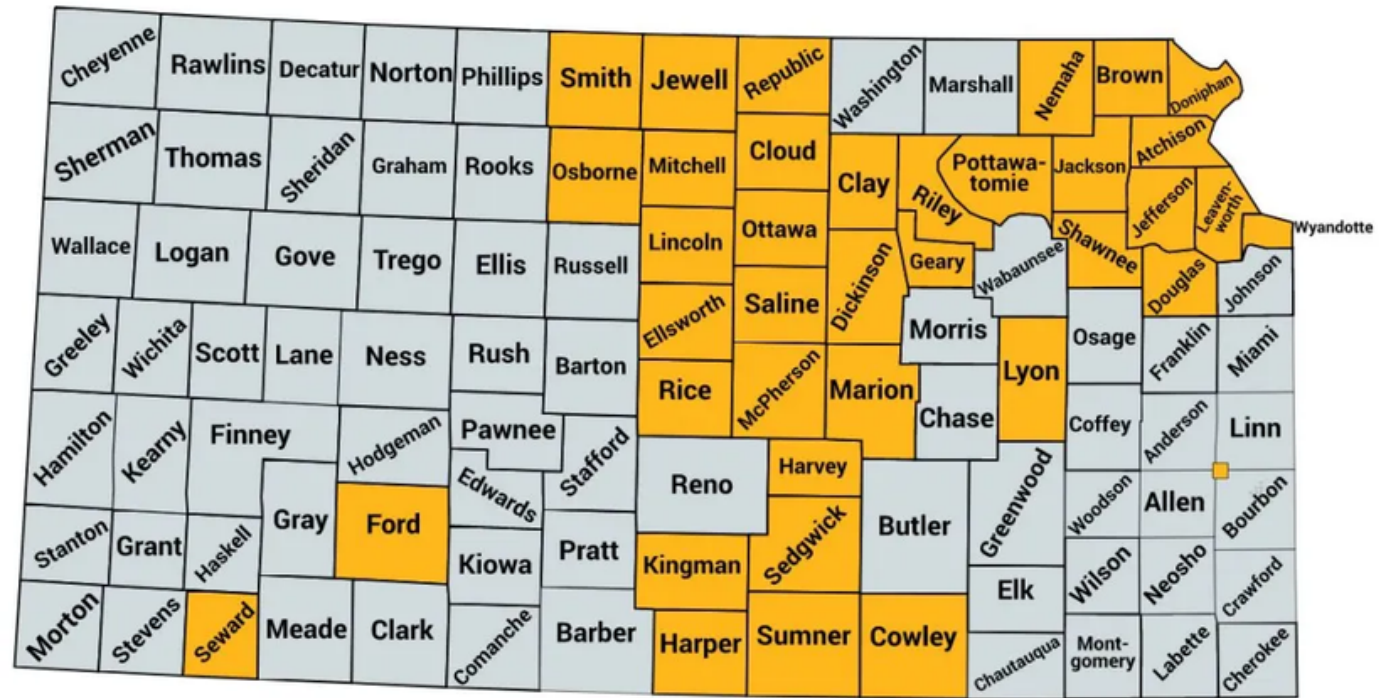 Cheyenne
Rawlins
Decatur
Norton
Phillips
Smith
Jewell
Republic
Washington
Marshall
Nemaha
Brown
Doniphan
Sherman
Thomas
Sheridan
Graham
Rooks
Osborne
Mitchell
Cloud
Clay
Riley
Pottawa-
tomie
Jackson
Atchison
Jefferson
Leaven-
worth
Wyandotte
Wallace
Logan
Gove
Trego
Ellis
Russell
Lincoln
Ottawa
Saline
Dickinson
Geary
Wabaunsee
Shawnee
Douglas
Johnson
Greeley
Wichita
Scott
Lane
Ness
Rush
Barton
Ellsworth
Rice
McPherson
Marion
Morris
Chase
Lyon
Osage
Franklin
Miami
Hamilton
Kearny
Finney
Hodgeman
Pawnee
Edwards
Stafford
Reno
Harvey
Sedgwick
Butler
Greenwood
Coffey
Anderson
Linn
Woodson
Allen
Bourbon
Stanton
Grant
Haskell
Gray
Ford
Kiowa
Pratt
Kingman
Elk
Wilson
Neosho
Crawford
Morton
Stevens
Seward
Meade
Clark
Comanche
Barber
Harper
Sumner
Cowley
Chautauqua
Mont-
gomery
Labette
Cherokee